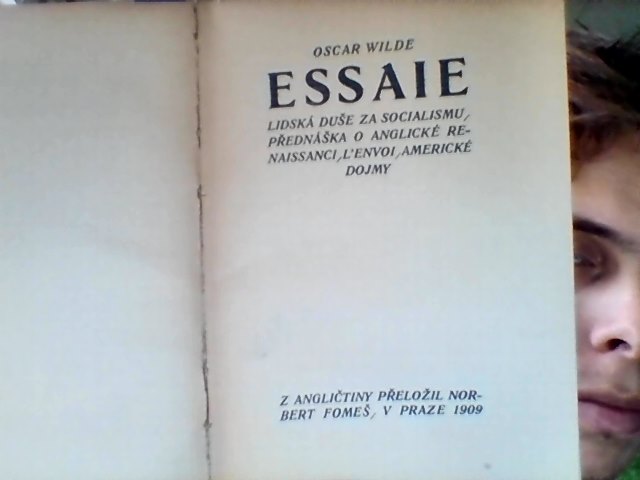 OSCAR WILDE
ESSAIE
LIDSKÁ DUŠE ZA SOCIALISMU,
PŘEDNÁŠKA O ANGLICKÉ RE-
NAISSANCI, L'ENVOI, AMERICKÉ
DOJMY
Z ANGLIČTINY PŘELOŽIL NOR-
BERT FOMEŠ, V PRAZE 1909